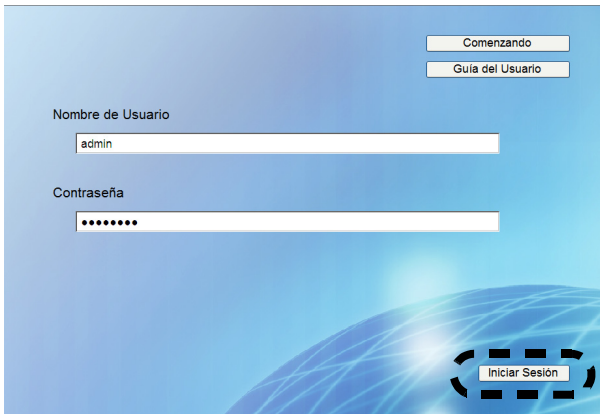 Comenzando
Guía del Usuario
Nombre de Usuario
admin
Contraseña
●●●●●●●●
Iniciar Sesión